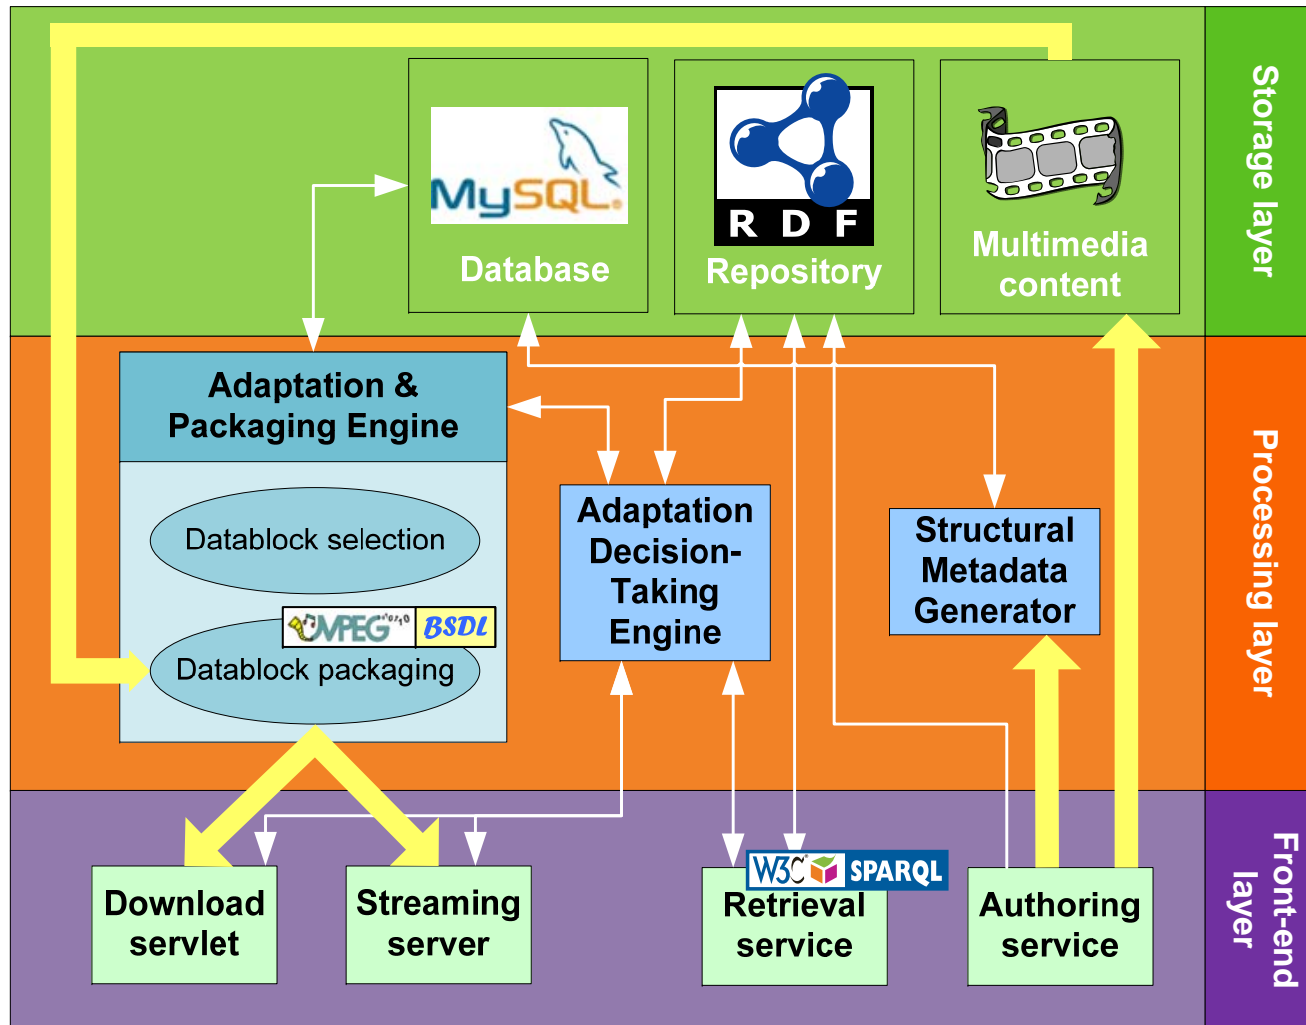 MySQL®
Database
RDF
Repository
Multimedia
content
Storage layer
Adaptation &
Packaging Engine
Datablock selection
MPEG BSDL
Datablock packaging
Adaptation
Decision-
Taking
Engine
Structural
Metadata
Generator
Processing layer
Download
servlet
Streaming
server
W3C® SPARQL
Retrieval
service
Authoring
service
Front-end
layer